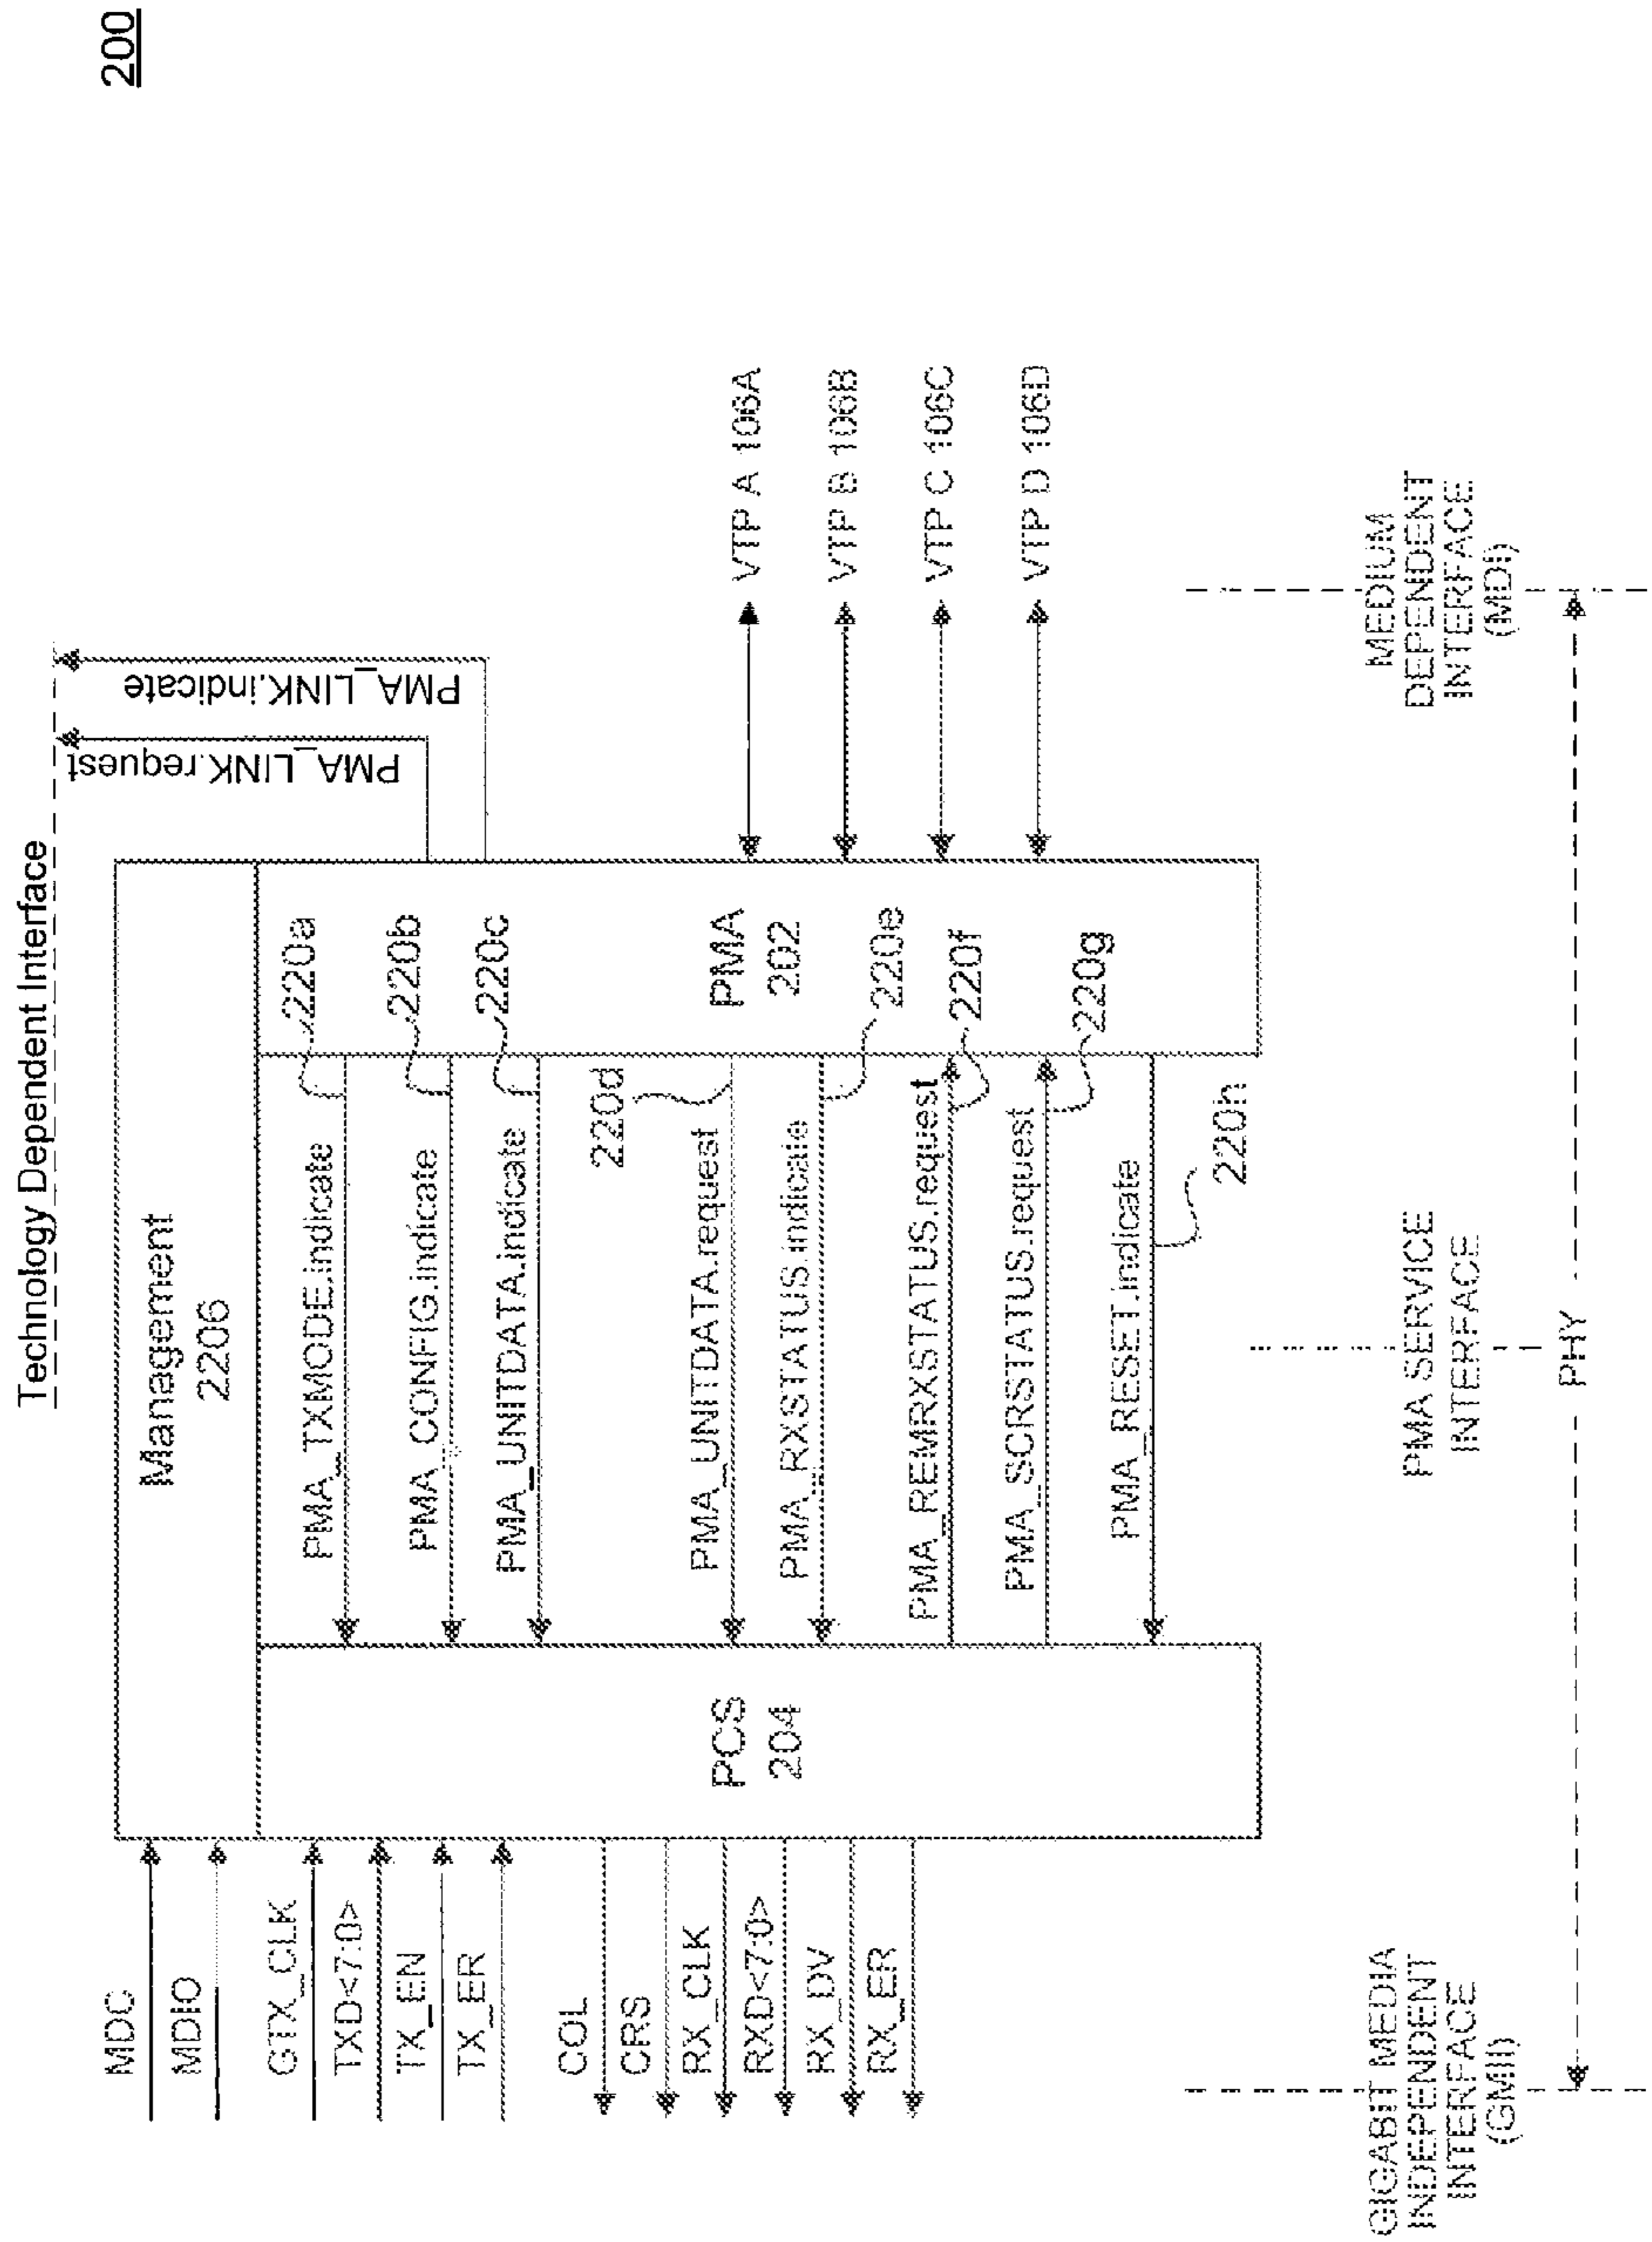 200
Technology Dependent Interface
Management
2206
MDC
MDIO
GTX_CLK
TXD<7:0>
TX_EN
TX_ER
COL
CRS
RX_CLK
RXD<7:0>
RX_DV
RX_ER
PCS
204
PMA_TXMODE.indicate
220a
PMA_CONFIG.indicate
220b
PMA_UNITDATA.indicate
220c
PMA_UNITDATA.request
220d
PMA_RXSTATUS.indicate
220e
PMA_REMRXSTATUS.request
220f
PMA_SCRSTATUS.request
220g
PMA_RESET.indicate
220h
PMA
202
PMA_LINK.request
PMA_LINK.indicate
VTP A 106A
VTP B 106B
VTP C 106C
VTP D 106D
GIGABIT MEDIA
INDEPENDENT
INTERFACE
(GMII)
PMA SERVICE
INTERFACE
MEDIUM
DEPENDENT
INTERFACE
(MDI)
PHY